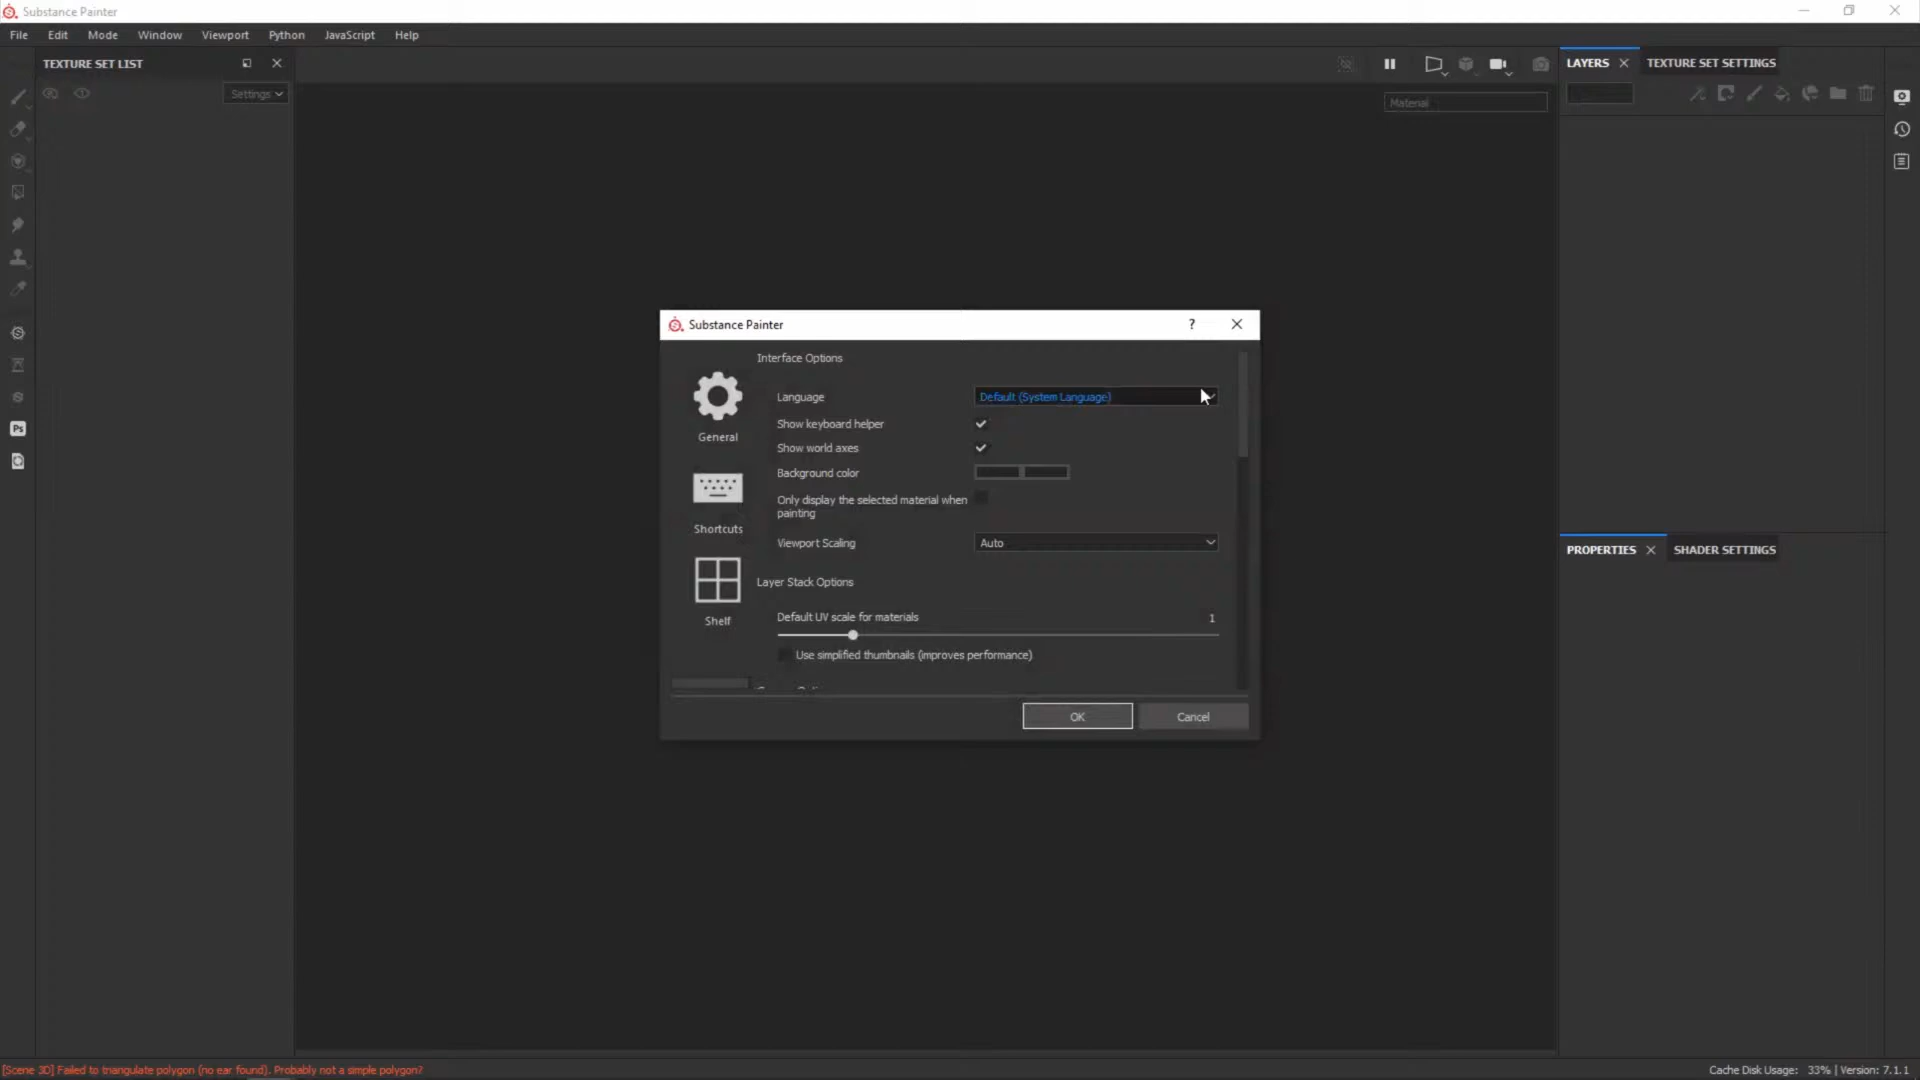 Substance Painter
File Edit Mode Window Viewport Python JavaScript Help
TEXTURE SET LIST
Settings
Material
LAYERS TEXTURE SET SETTINGS
Substance Painter
?
Interface Options
General
Language
Default (System Language)
Show keyboard helper
Show world axes
Background color
Shortcuts
Only display the selected material when
painting
Viewport Scaling
Auto
Shelf
Layer Stack Options
Default UV scale for materials
1
Use simplified thumbnails (improves performance)
OK
Cancel
PROPERTIES SHADER SETTINGS
Ps
[Scene 3D] Failed to triangulate polygon (no ear found). Probably not a simple polygon?
Cache Disk Usage: 33% | Version: 7.1.1